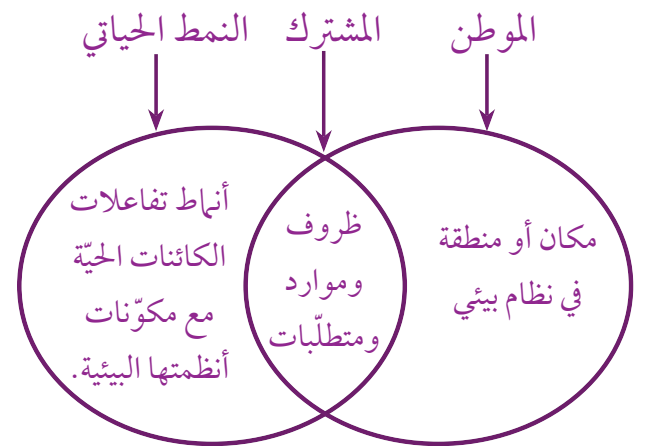 الموطن
المشترك
النمط الحياتي
مكان أو منطقة
في نظام بيئي
ظروف
وموارد
ومتطلّبات
أنماط تفاعلات
الكائنات الحيّة
مع مكوّنات
أنظمتها البيئية.